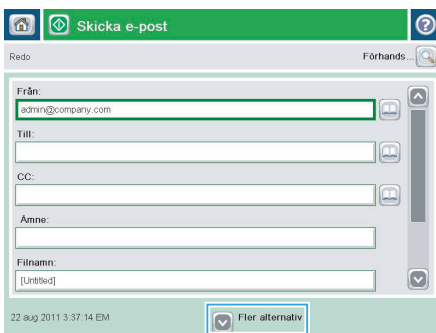 Skicka e-post
Redo
Förhands...
Från:
admin@company.com
Till:
CC:
Ämne:
Filnamn:
[Untitled]
22 aug 2011 3:37:14 EM
Fler alternativ